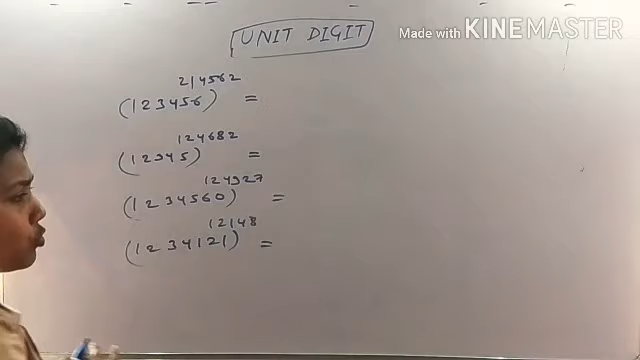 Made with KINEMASTER
UNIT DIGIT
(123456)^214562 =
(12345)^124682 =
(1234560)^124927 =
(1234121)^12148 =